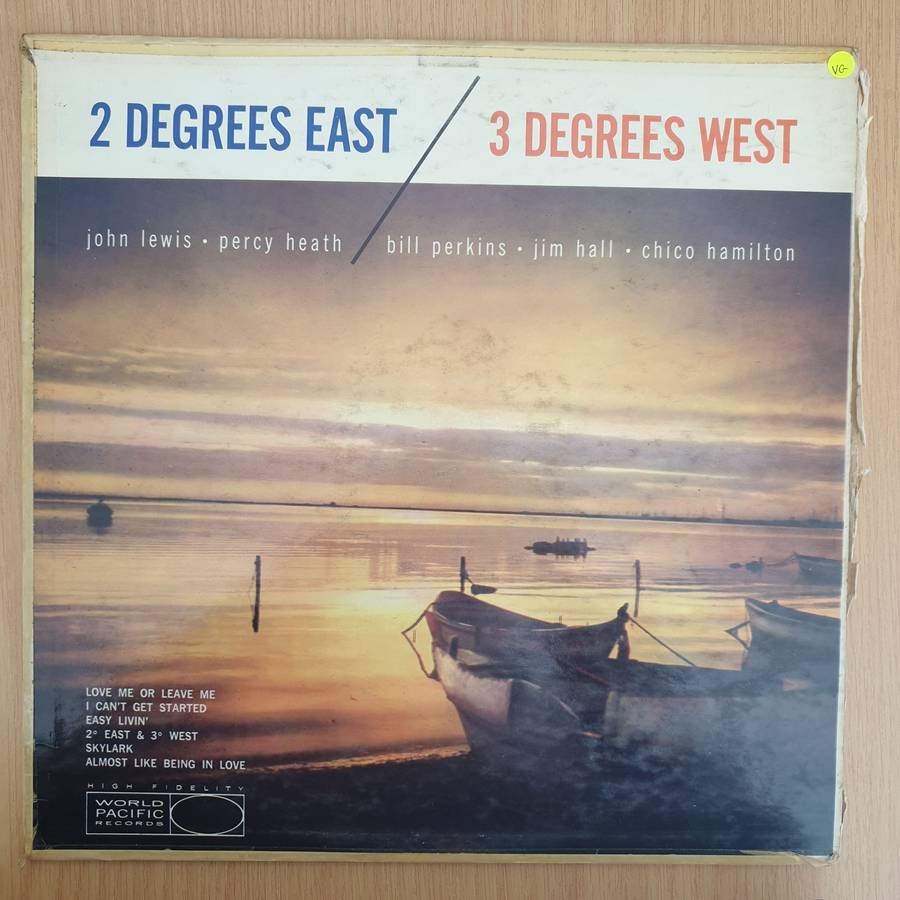 VG-
2 DEGREES EAST / 3 DEGREES WEST
john lewis • percy heath / bill perkins • jim hall • chico hamilton
LOVE ME OR LEAVE ME
I CAN'T GET STARTED
EASY LIVIN'
2° EAST & 3° WEST
SKYLARK
ALMOST LIKE BEING IN LOVE
HIGH FIDELITY
WORLD
PACIFIC
RECORDS